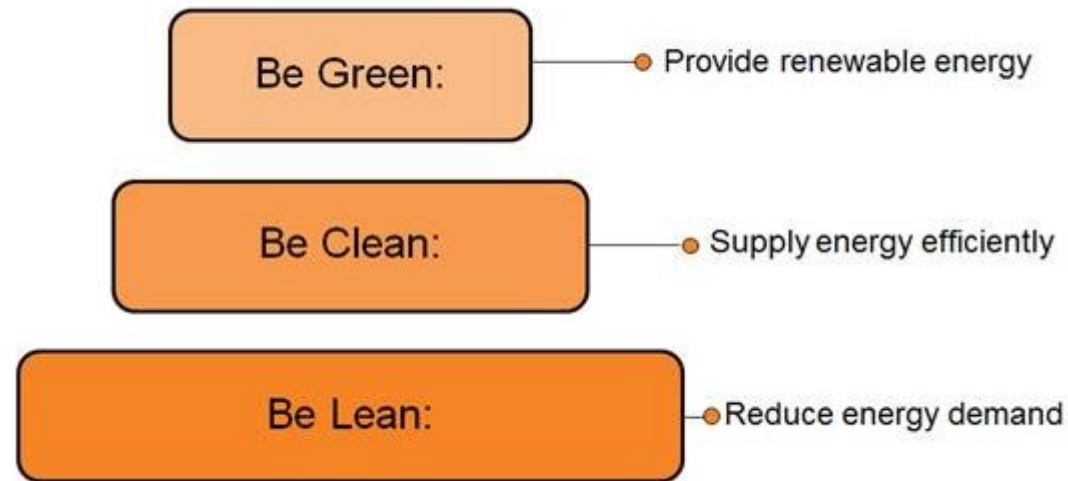 Be Green:
Provide renewable energy
Be Clean:
Supply energy efficiently
Be Lean:
Reduce energy demand